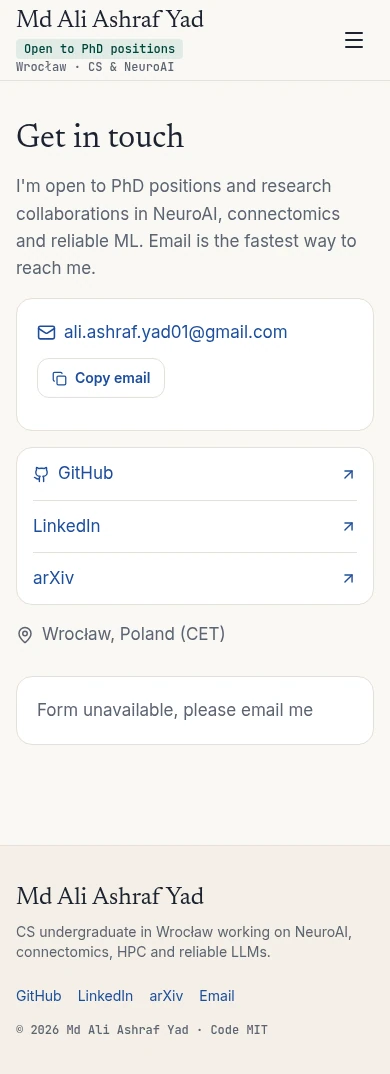 Md Ali Ashraf Yad
Open to PhD positions
Wrocław · CS & NeuroAI
Get in touch
I'm open to PhD positions and research
collaborations in NeuroAI, connectomics
and reliable ML. Email is the fastest way to
reach me.
ali.ashraf.yad01@gmail.com
Copy email
GitHub
LinkedIn
arXiv
Wrocław, Poland (CET)
Form unavailable, please email me
Md Ali Ashraf Yad
CS undergraduate in Wrocław working on NeuroAI,
connectomics, HPC and reliable LLMs.
GitHub LinkedIn arXiv Email
© 2026 Md Ali Ashraf Yad · Code MIT